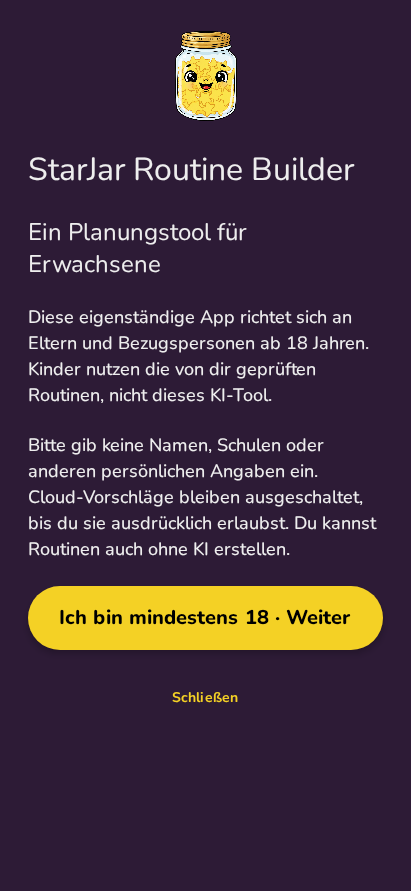 StarJar Routine Builder
Ein Planungstool für
Erwachsene
Diese eigenständige App richtet sich an
Eltern und Bezugspersonen ab 18 Jahren.
Kinder nutzen die von dir geprüften
Routinen, nicht dieses KI-Tool.
Bitte gib keine Namen, Schulen oder
anderen persönlichen Angaben ein.
Cloud-Vorschläge bleiben ausgeschaltet,
bis du sie ausdrücklich erlaubst. Du kannst
Routinen auch ohne KI erstellen.
Ich bin mindestens 18 · Weiter
Schließen